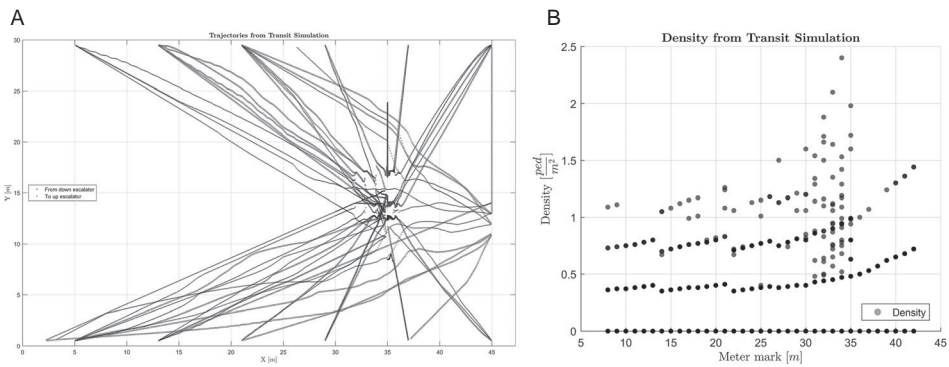 A
Trajectories from Transit Simulation
30
25
20
15
10
5
0
Y [m]
From down escalator
To up escalator
0 5 10 15 20 25 30 35 40 45
X [m]
B
Density from Transit Simulation
2.5
2
1.5
1
0.5
0
Density [ped/m²]
Density
5 10 15 20 25 30 35 40 45
Meter mark [m]